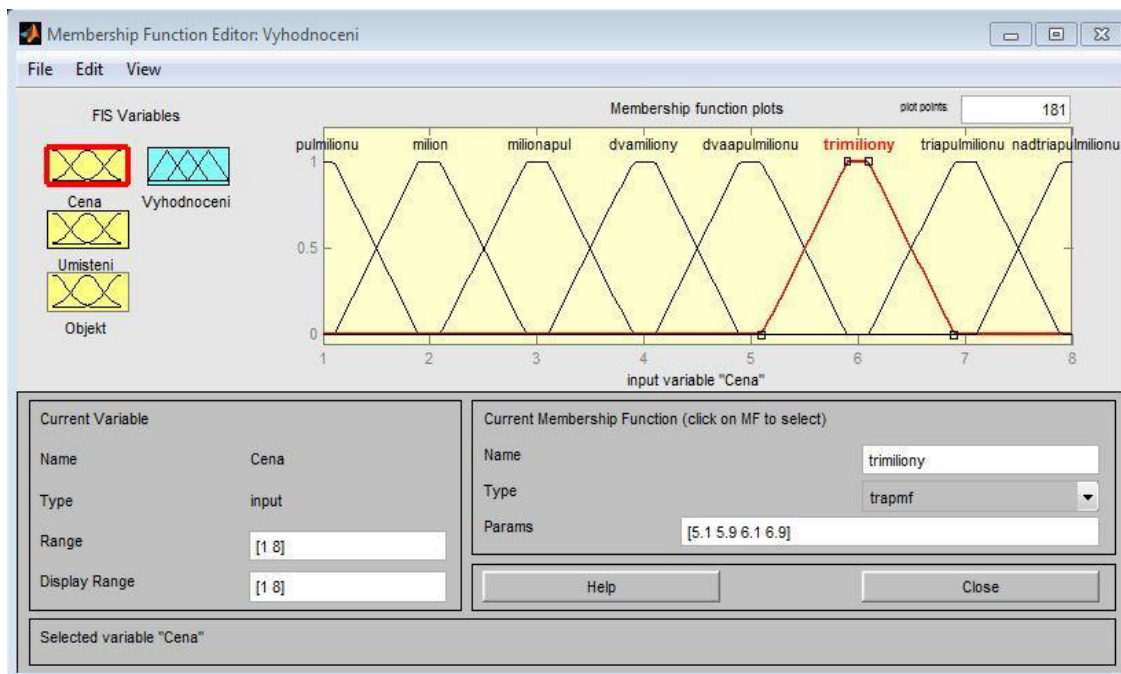 Membership Function Editor: Vyhodnoceni
File Edit View
FIS Variables
Membership function plots
plot points:
181
Cena
Vyhodnoceni
Umisteni
Objekt
pulmilionu milion milionapul dvamiliony dvaapulmilionu trimiliony triapulmilionu nadtriapulmilionu
1
0.5
0
1 2 3 4 5 6 7 8
input variable "Cena"
Current Variable
Name Cena
Type input
Range [1 8]
Display Range [1 8]
Current Membership Function (click on MF to select)
Name trimiliony
Type trapmf
Params [5.1 5.9 6.1 6.9]
Help Close
Selected variable "Cena"